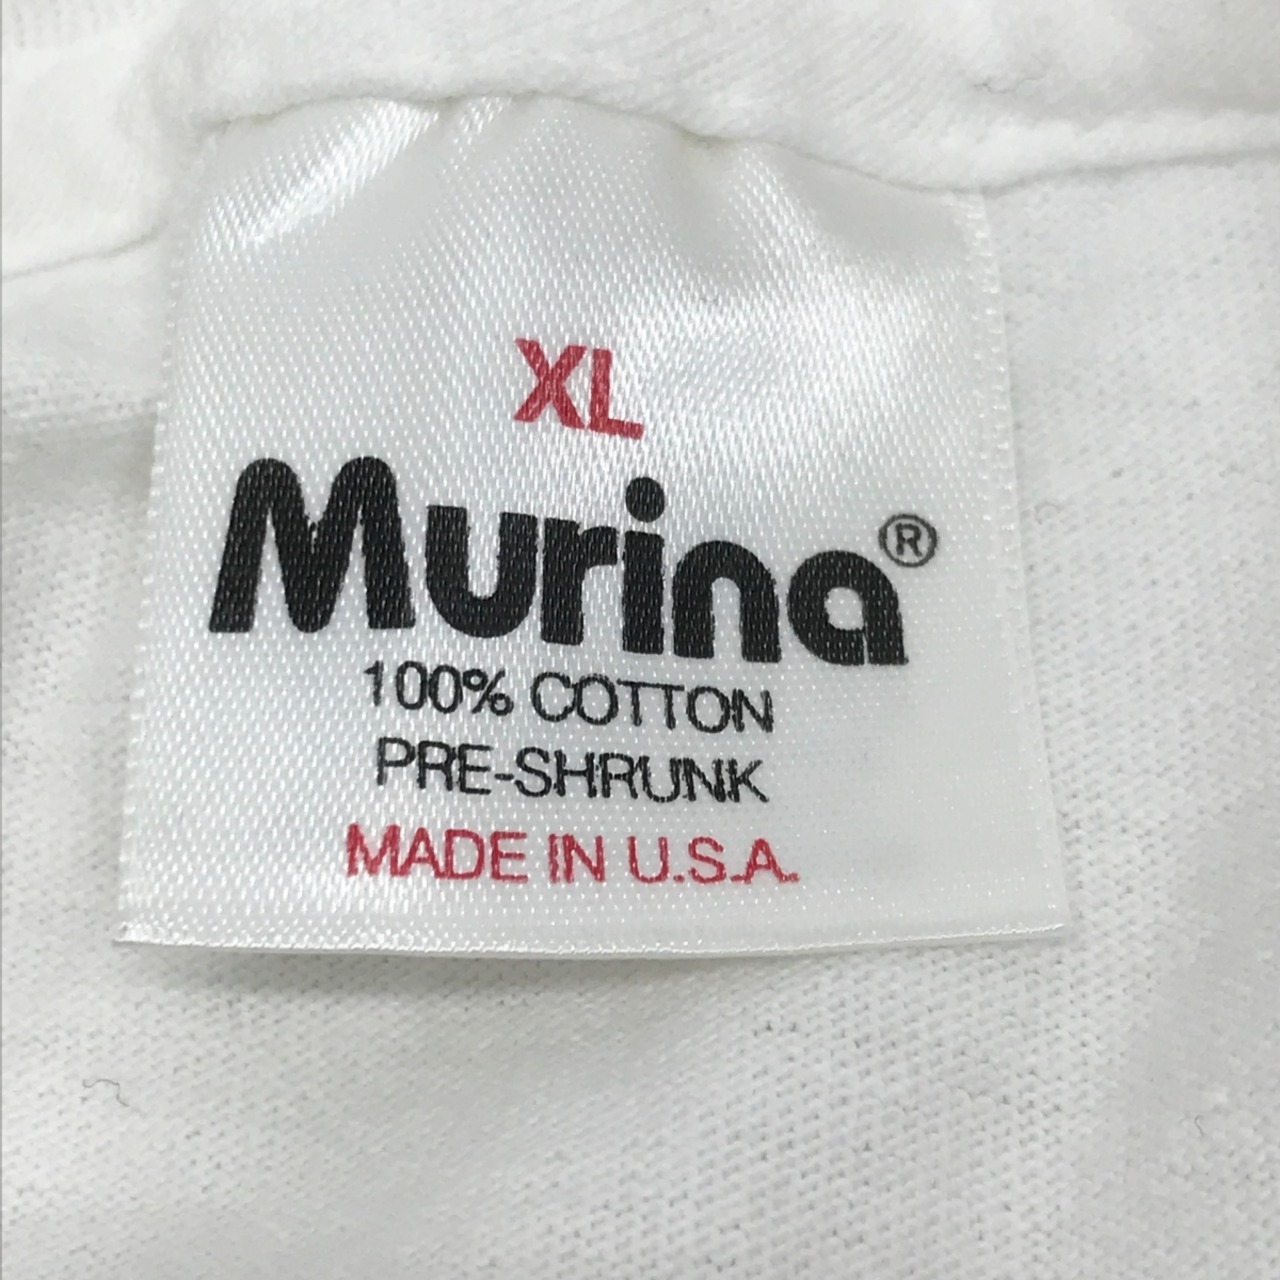 XL
Murina®
100% COTTON
PRE-SHRUNK
MADE IN U.S.A.